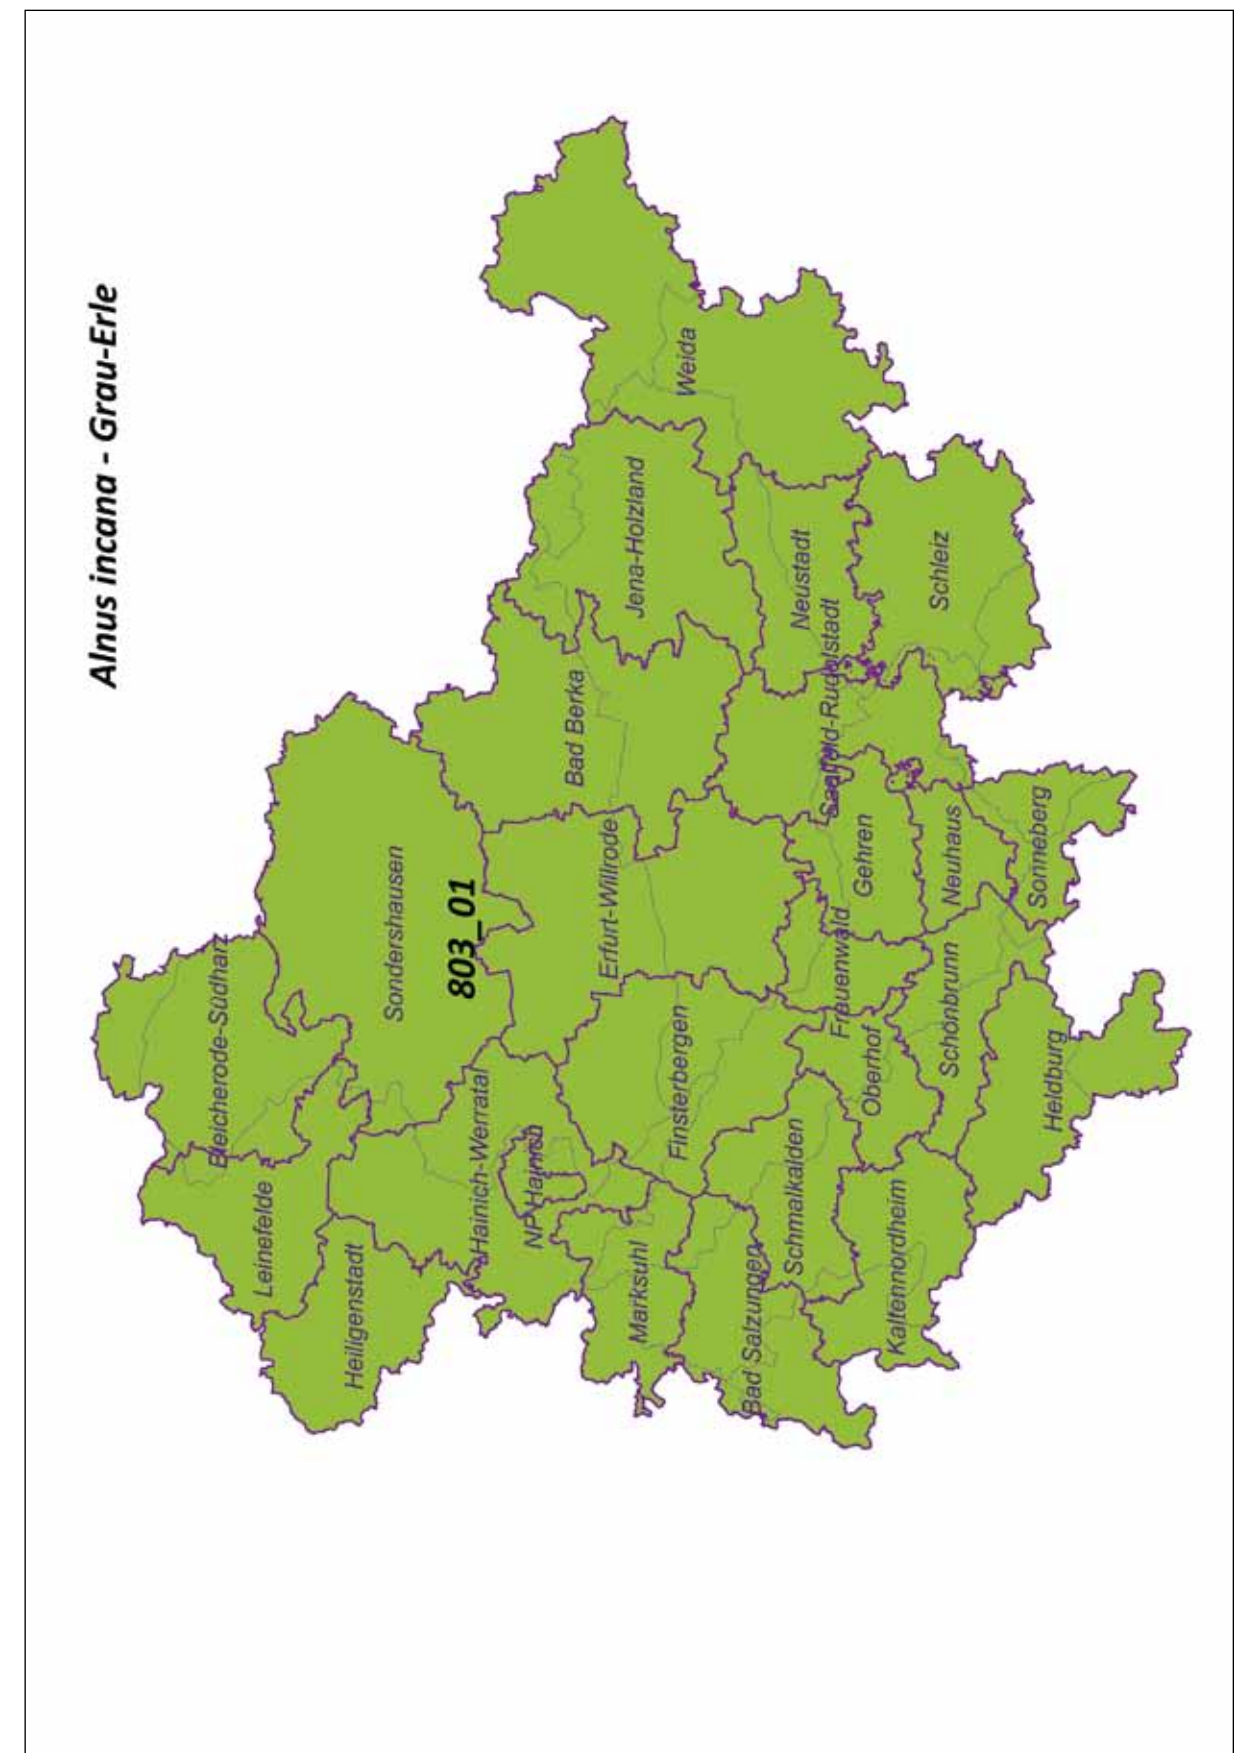 Alnus incana - Grau-Erle
Bleicherode-Südharz
Leinefelde
Heiligenstadt
Sondershausen
803_01
Hainich-Werratal
NP Hainich
Bad Berka
Erfurt-Willrode
Jena-Holzland
Weida
Marksuhl
Finsterbergen
Bad Salzungen
Schmalkalden
Neustadt
Saalfeld-Rudolstadt
Frauenwald
Gehren
Oberhof
Kaltennordheim
Schleiz
Neuhaus
Schönbrunn
Sonneberg
Heldburg